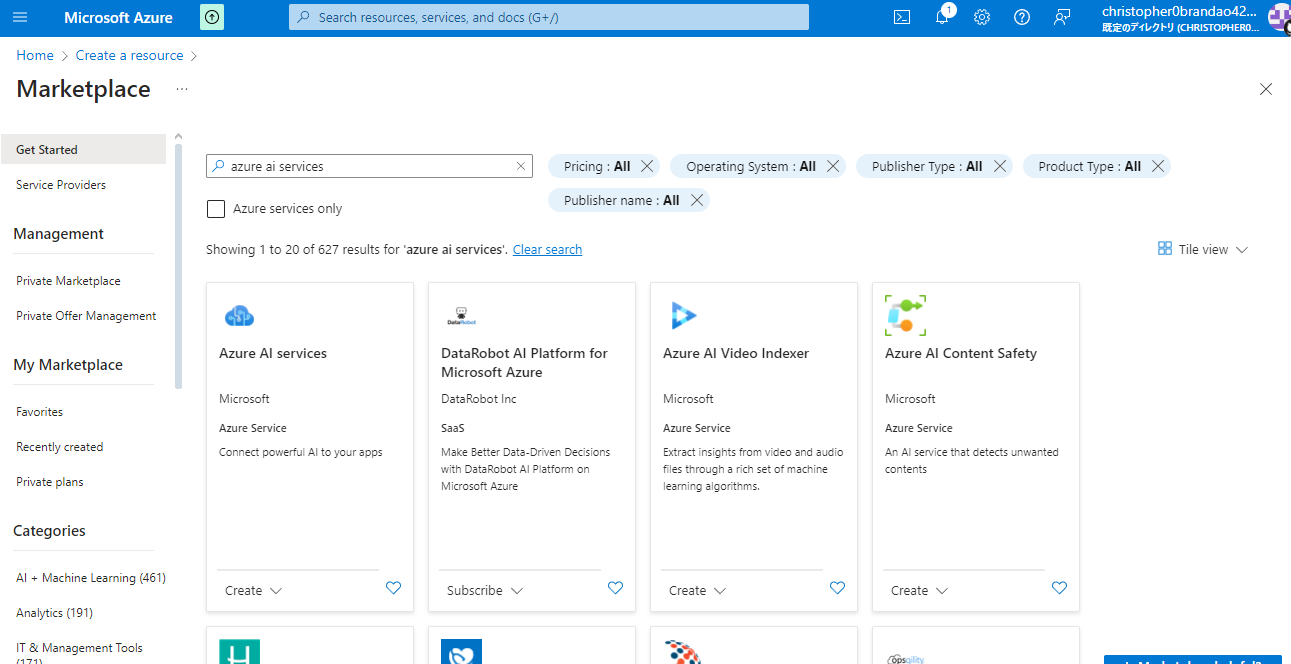 Microsoft Azure
Search resources, services, and docs (G+/)
1
christopher0brandao42...
既定のディレクトリ (CHRISTOPHER0...
Home
Create a resource
Marketplace
...
Get Started
Service Providers
Management
Private Marketplace
Private Offer Management
My Marketplace
Favorites
Recently created
Private plans
Categories
AI + Machine Learning (461)
Analytics (191)
IT & Management Tools
(171)
azure ai services
Pricing : All
Operating System : All
Publisher Type : All
Product Type : All
Azure services only
Publisher name : All
Showing 1 to 20 of 627 results for 'azure ai services'. Clear search
Tile view
Azure AI services
Microsoft
Azure Service
Connect powerful AI to your apps
Create
DataRobot
DataRobot AI Platform for
Microsoft Azure
DataRobot Inc
SaaS
Make Better Data-Driven Decisions
with DataRobot AI Platform on
Microsoft Azure
Subscribe
Azure AI Video Indexer
Microsoft
Azure Service
Extract insights from video and audio
files through a rich set of machine
learning algorithms.
Create
Azure AI Content Safety
Microsoft
Azure Service
An AI service that detects unwanted
contents
Create
opsgility